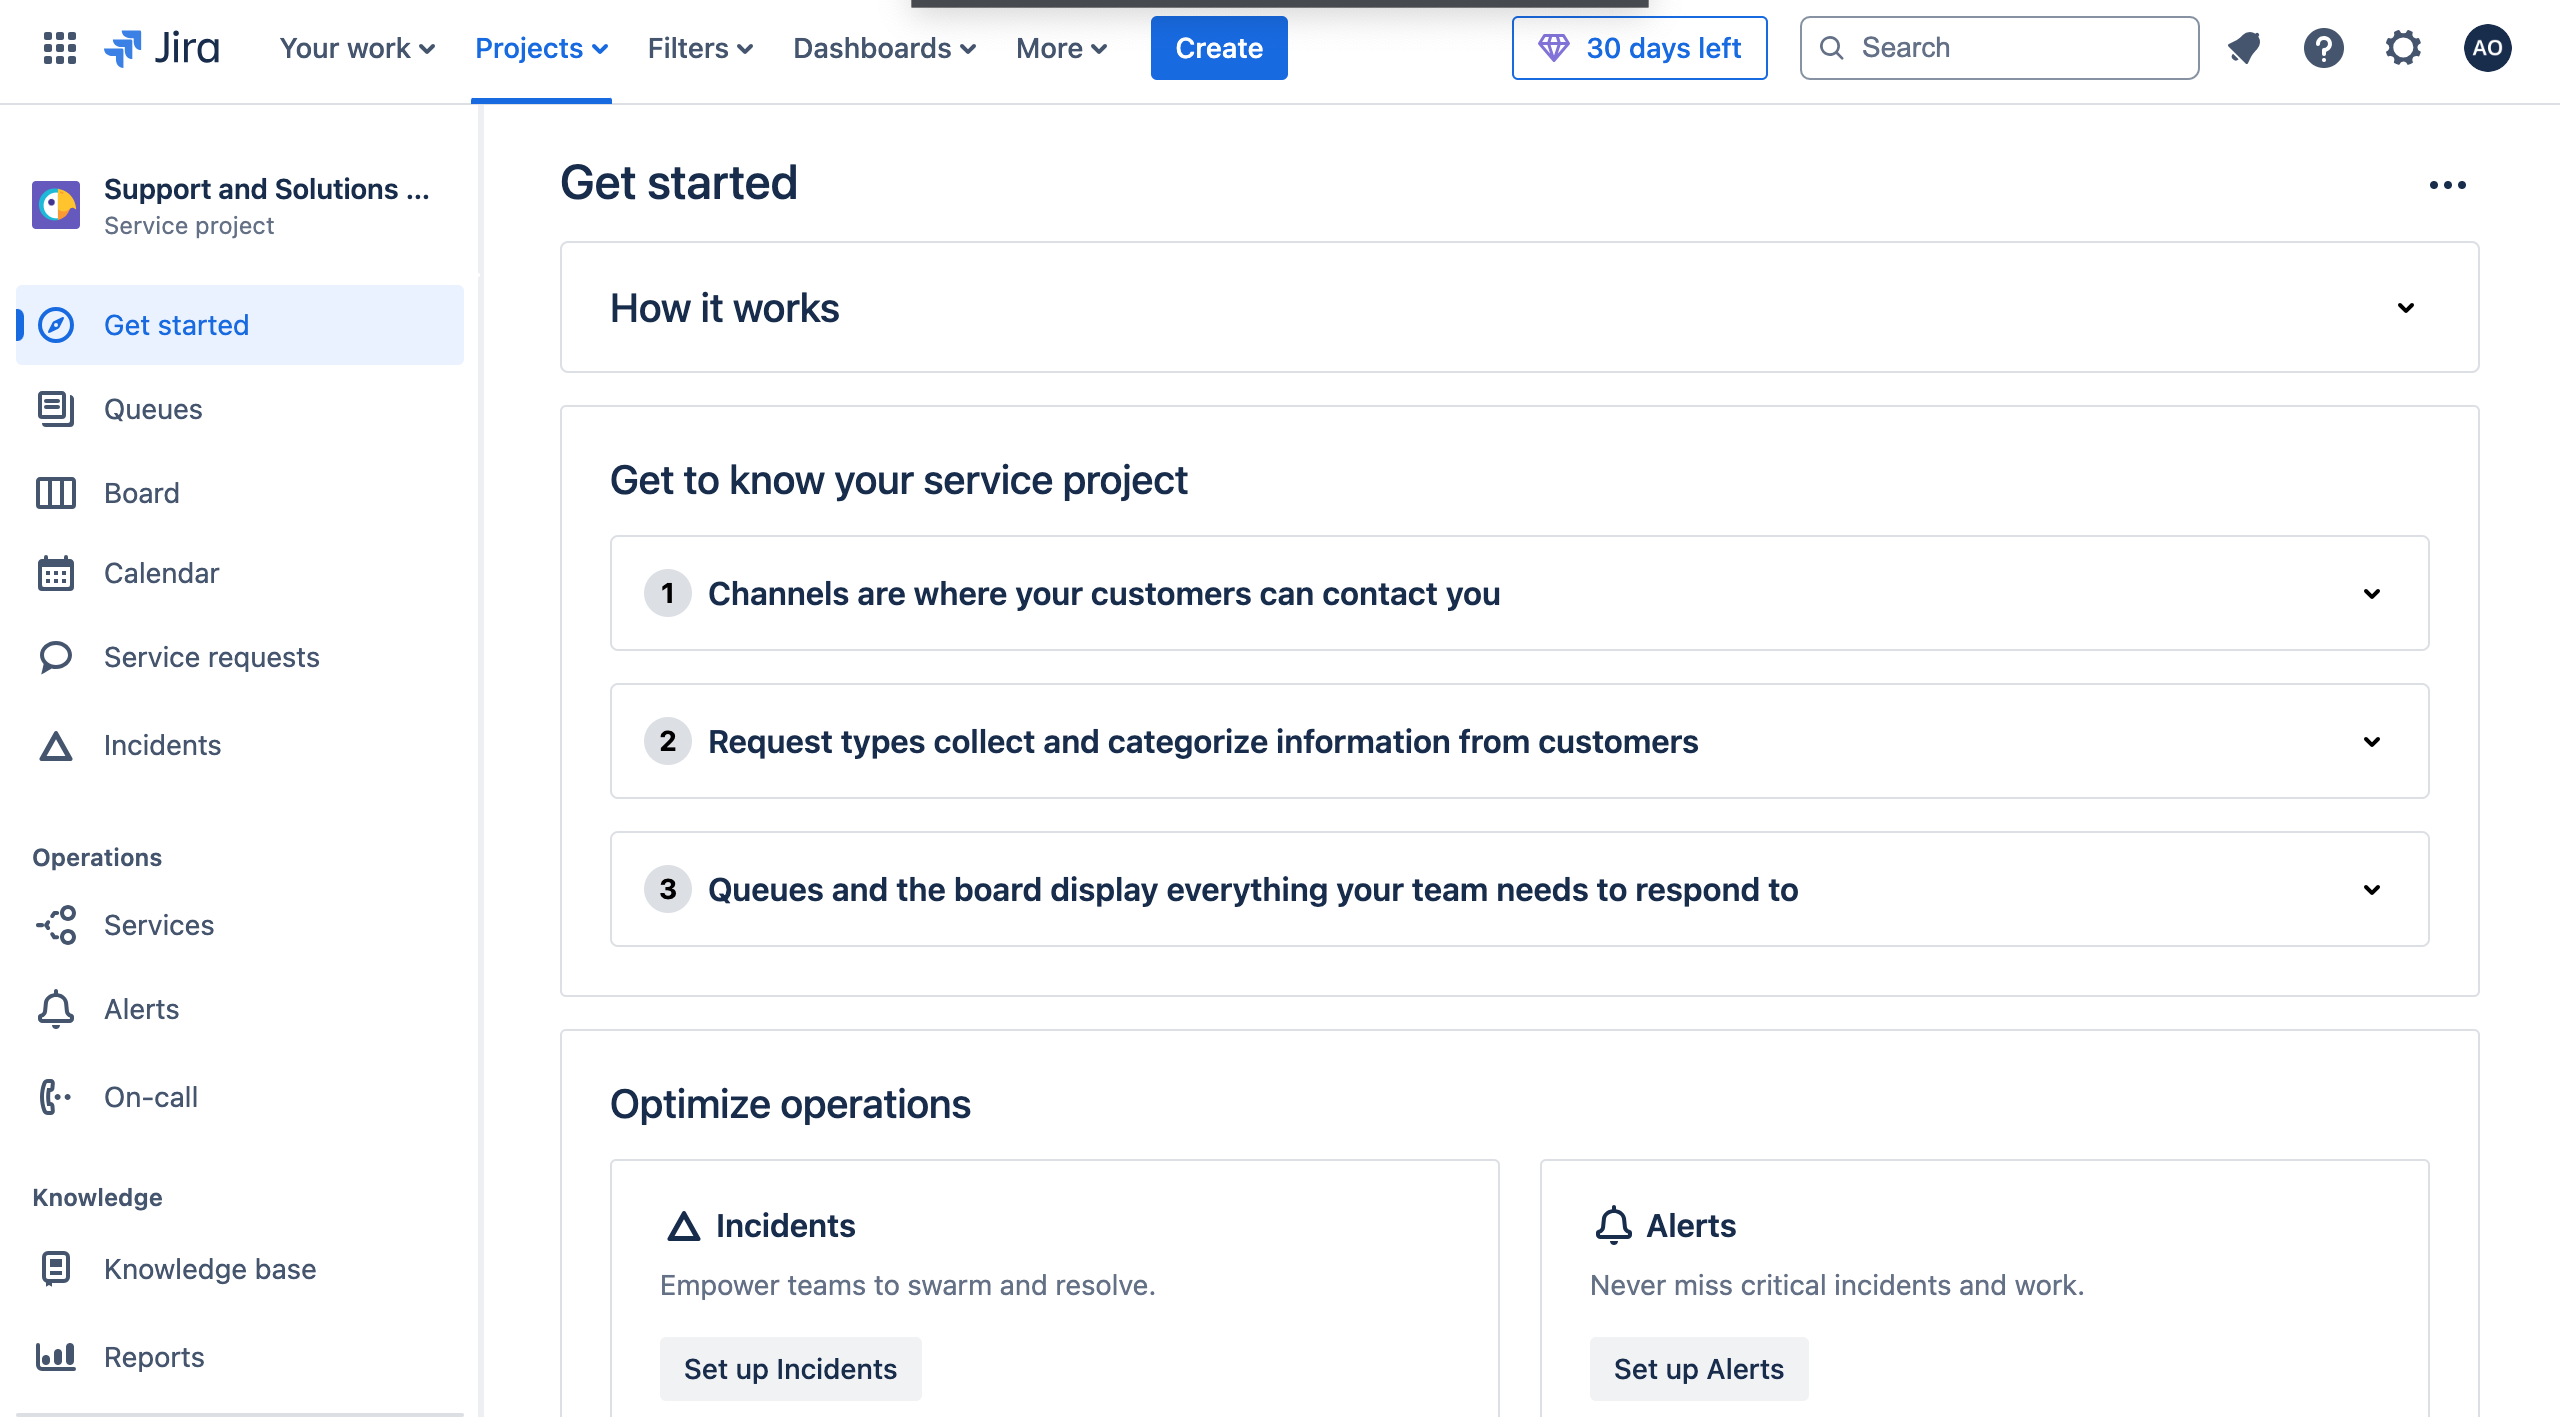 Jira
Your work
Projects
Filters
Dashboards
More
Create
30 days left
Search
AO
Support and Solutions ...
Service project
Get started
Queues
Board
Calendar
Service requests
Incidents
Operations
Services
Alerts
On-call
Knowledge
Knowledge base
Reports
Get started
How it works
Get to know your service project
1 Channels are where your customers can contact you
2 Request types collect and categorize information from customers
3 Queues and the board display everything your team needs to respond to
Optimize operations
Incidents
Empower teams to swarm and resolve.
Set up Incidents
Alerts
Never miss critical incidents and work.
Set up Alerts